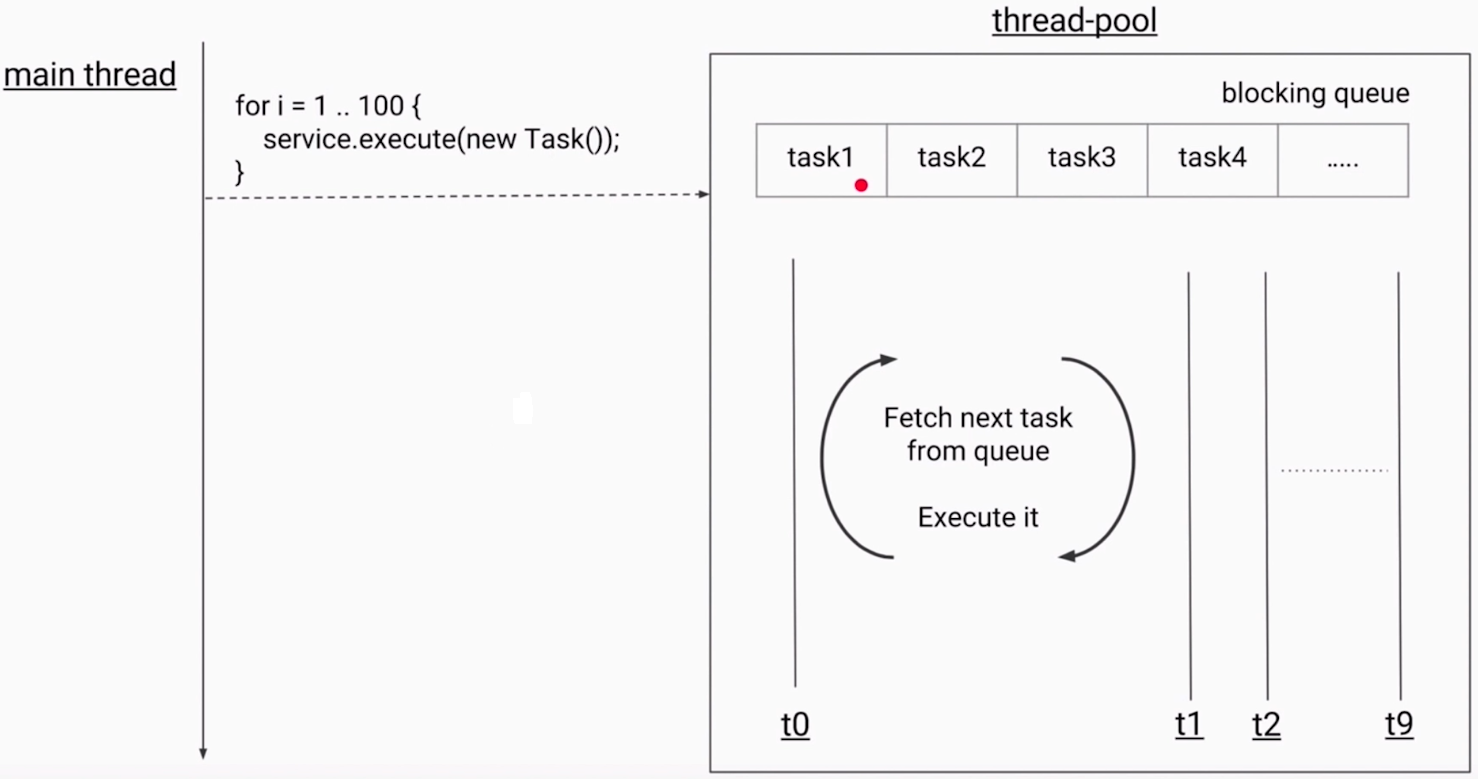 thread-pool
main thread
for i = 1 .. 100 {
service.execute(new Task());
}
blocking queue
task1 task2 task3 task4 .....
Fetch next task
from queue
Execute it
t0 t1 t2 t9